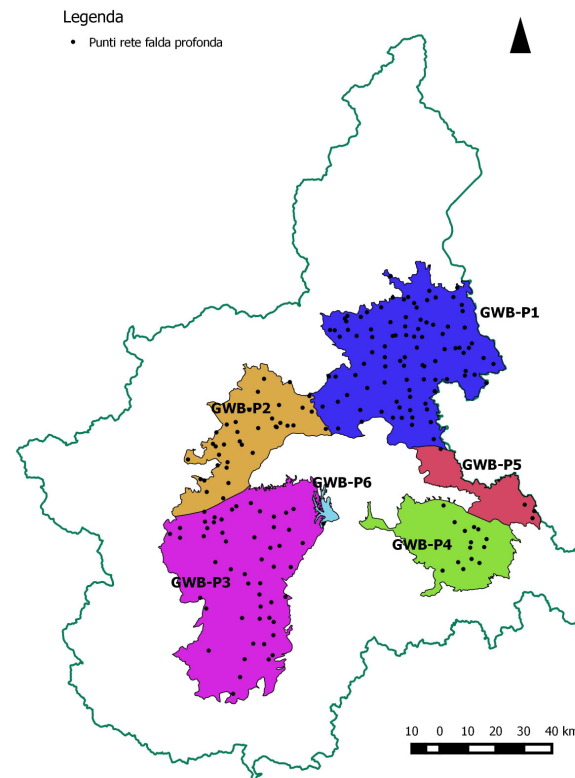 Legenda
Punti rete falda profonda
GWB-P1
GWB-P2
GWB-P5
GWB-P6
GWB-P4
GWB-P3
10 0 10 20 30 40 km